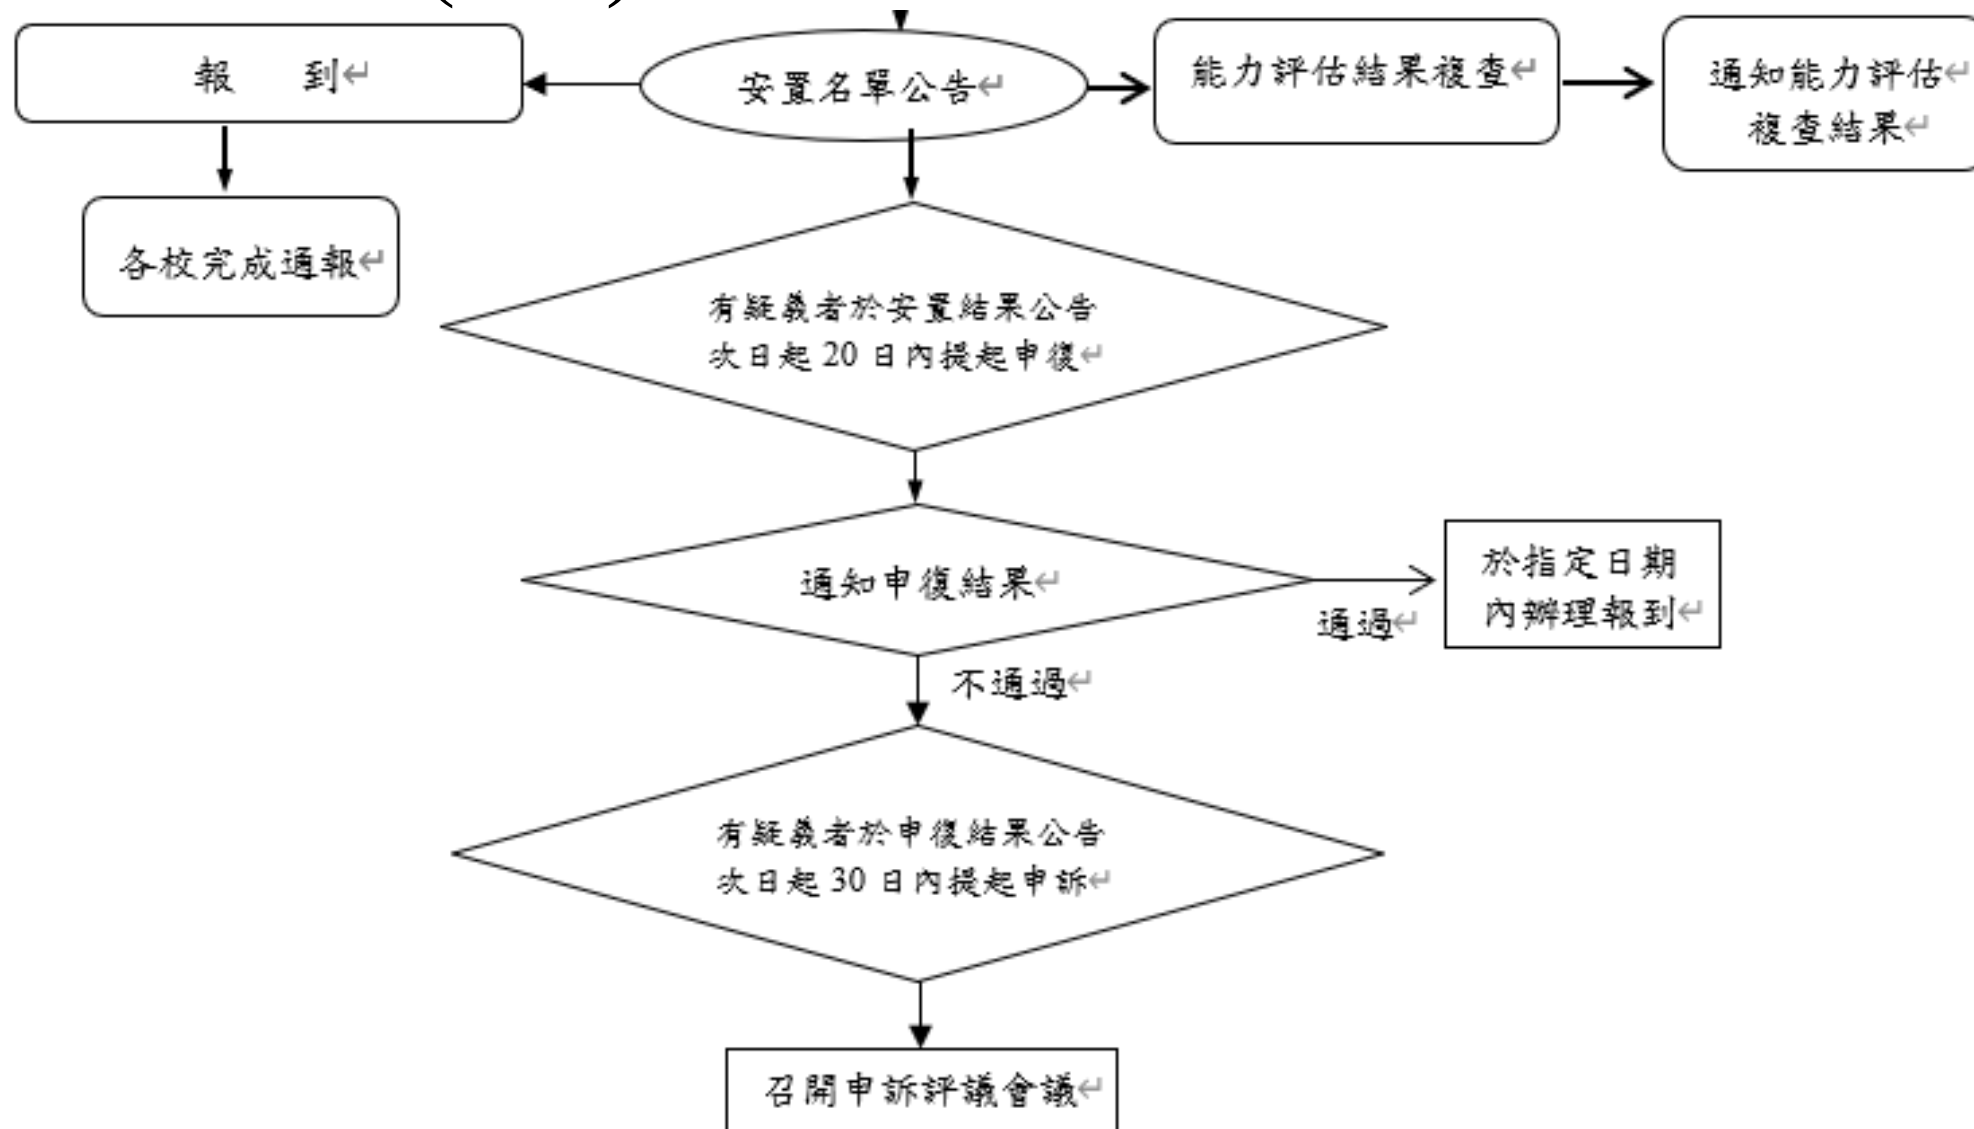 報　　到
安置名單公告
能力評估結果複查
通知能力評估
複查結果
各校完成通報
有疑義者於安置結果公告
次日起 20 日內提起申復
通知申復結果
通過
於指定日期
內辦理報到
不通過
有疑義者於申復結果公告
次日起 30 日內提起申訴
召開申訴評議會議